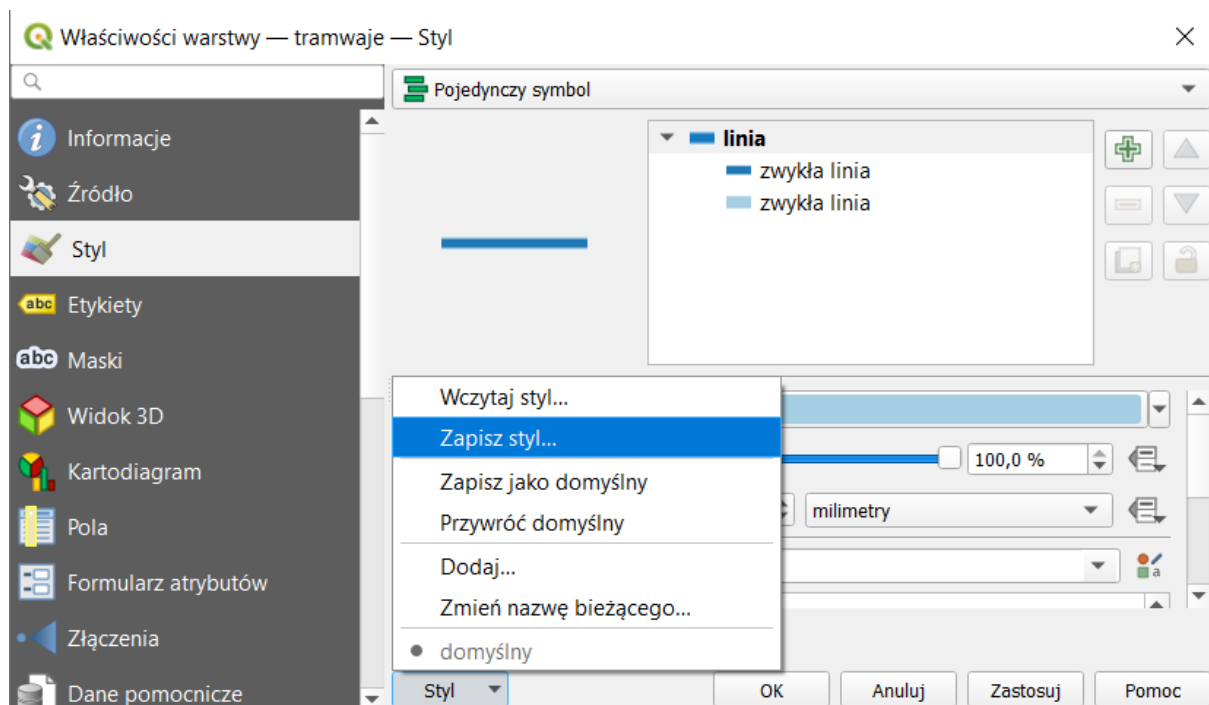 Właściwości warstwy — tramwaje — Styl
Pojedynczy symbol
Informacje
Źródło
Styl
abc Etykiety
abc Maski
Widok 3D
Kartodiagram
Pola
Formularz atrybutów
Złączenia
Dane pomocnicze
linia
zwykła linia
zwykła linia
Wczytaj styl...
Zapisz styl...
Zapisz jako domyślny
Przywróć domyślny
Dodaj...
Zmień nazwę bieżącego...
domyślny
100,0 %
milimetry
a
Styl
OK
Anuluj
Zastosuj
Pomoc